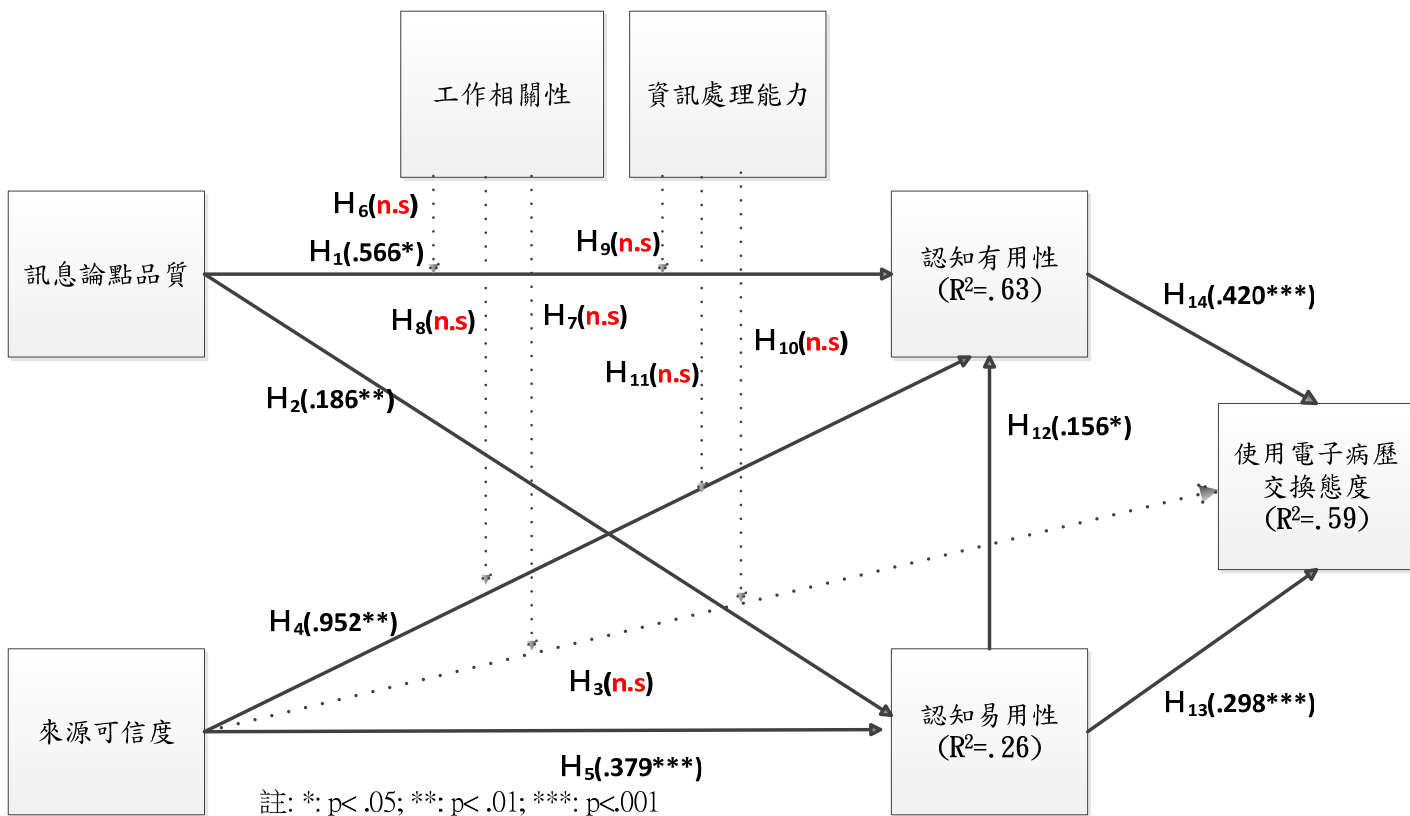 工作相關性
資訊處理能力
H6(n.s)
H1(.566*)
H9(n.s)
訊息論點品質
認知有用性
(R²=.63)
H14(.420***)
H8(n.s)
H7(n.s)
H10(n.s)
H11(n.s)
H2(.186**)
H12(.156*)
使用電子病歷
交換態度
(R²=.59)
H4(.952**)
H3(n.s)
來源可信度
認知易用性
(R²=.26)
H13(.298***)
H5(.379***)
註: *: p< .05; **: p< .01; ***: p<.001